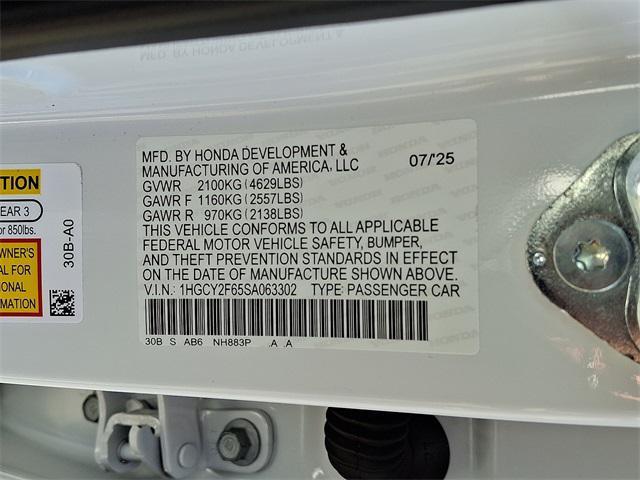 MFD. BY HONDA DEVELOPMENT &
MANUFACTURING OF AMERICA, LLC
07/'25
GVWR 2100KG (4629LBS)
GAWR F 1160KG (2557LBS)
GAWR R 970KG (2138LBS)
THIS VEHICLE CONFORMS TO ALL APPLICABLE
FEDERAL MOTOR VEHICLE SAFETY, BUMPER,
AND THEFT PREVENTION STANDARDS IN EFFECT
ON THE DATE OF MANUFACTURE SHOWN ABOVE.
V.I.N.: 1HGCY2F65SA063302 TYPE: PASSENGER CAR
30B S AB6 NH883P .A .A
TION
EAR 3
or 850lbs.
WNER'S
AL FOR
IONAL
MATION
30B-A0